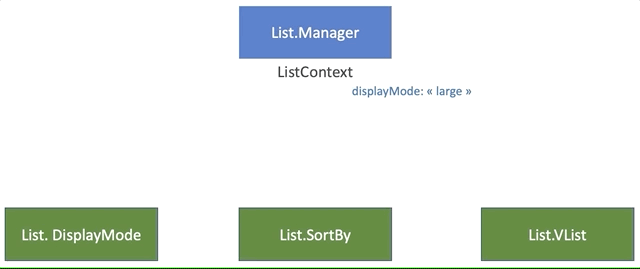 List.Manager
ListContext
displayMode: « large »
List. DisplayMode
List.SortBy
List.VList